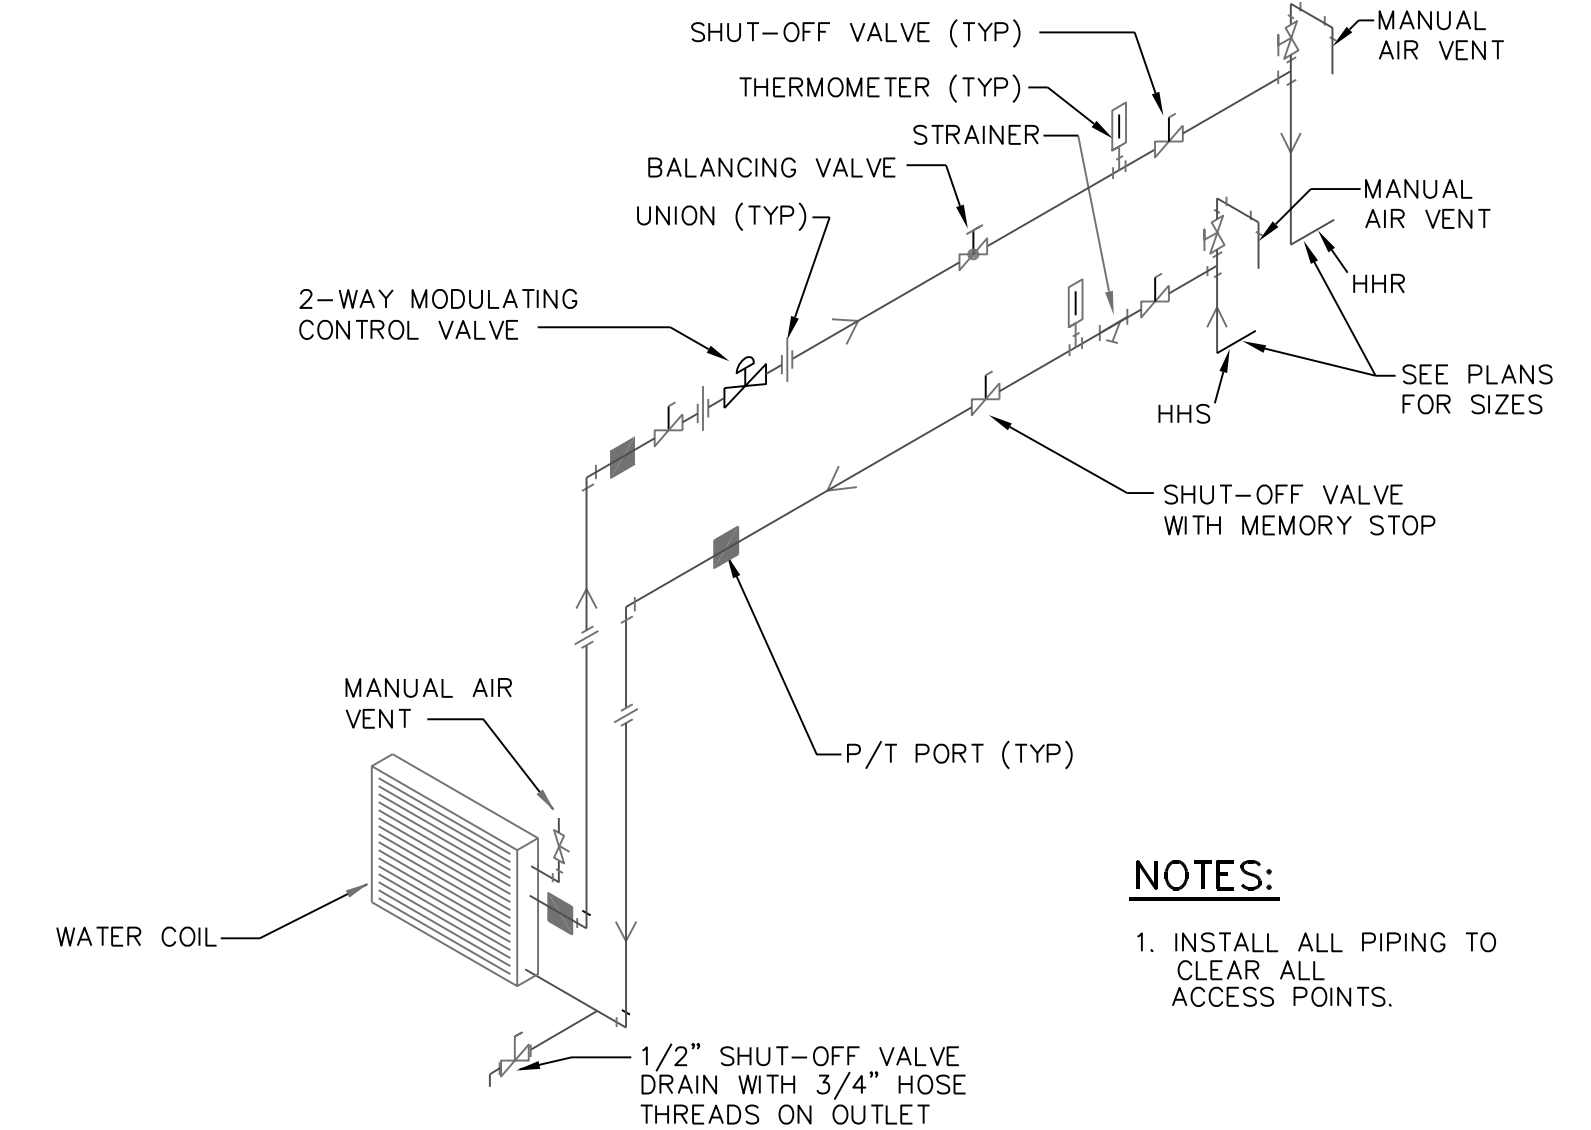 SHUT-OFF VALVE (TYP)
MANUAL
AIR VENT
THERMOMETER (TYP)
STRAINER
BALANCING VALVE
MANUAL
AIR VENT
UNION (TYP)
HHR
2-WAY MODULATING
CONTROL VALVE
SEE PLANS
FOR SIZES
HHS
SHUT-OFF VALVE
WITH MEMORY STOP
MANUAL AIR
VENT
P/T PORT (TYP)
WATER COIL
NOTES:
1. INSTALL ALL PIPING TO
CLEAR ALL
ACCESS POINTS.
1/2" SHUT-OFF VALVE
DRAIN WITH 3/4" HOSE
THREADS ON OUTLET